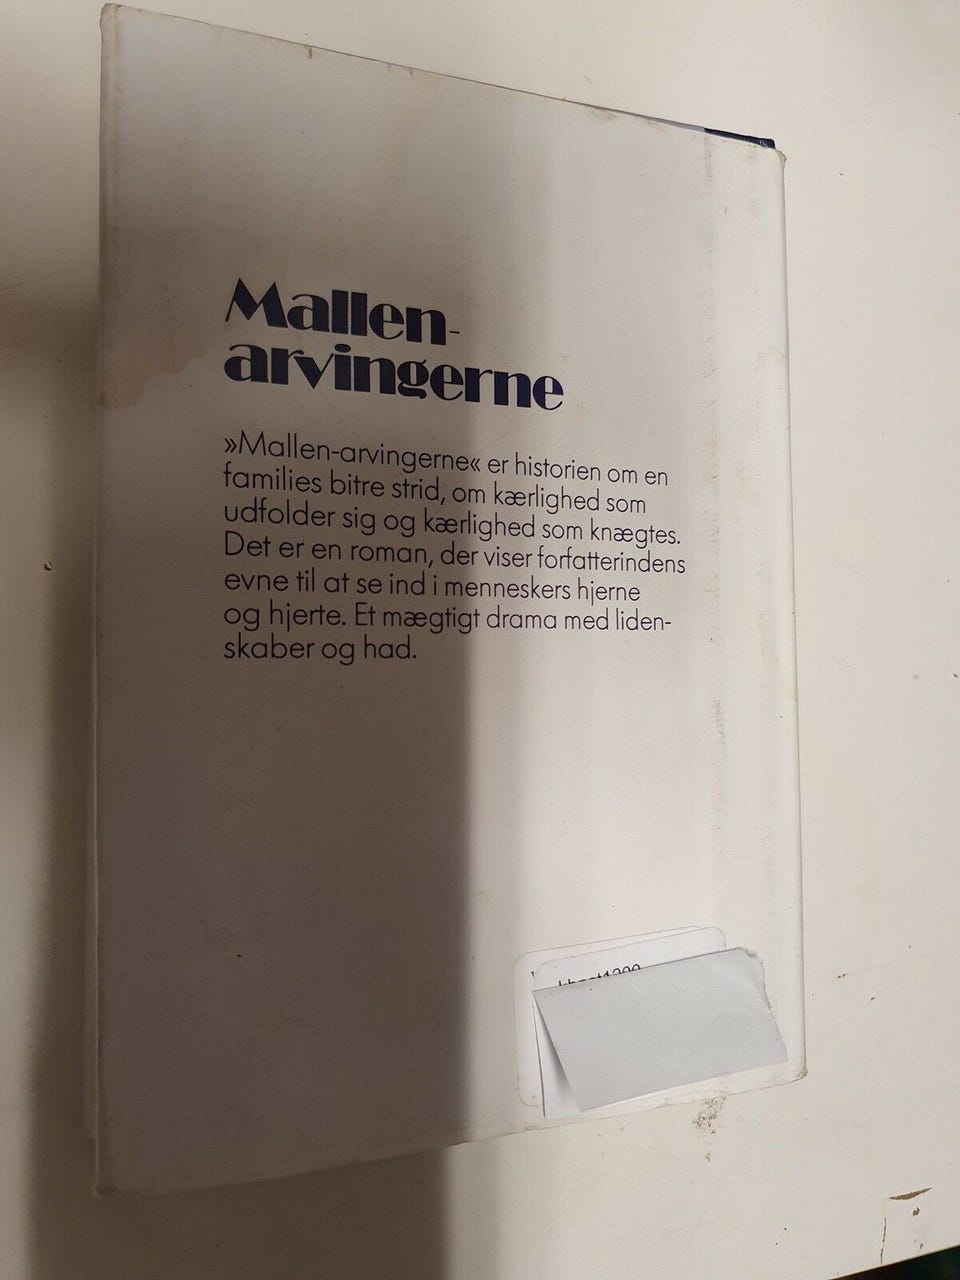 Mallen-
arvingerne
»Mallen-arvingerne« er historien om en
families bitre strid, om kærlighed som
udfolder sig og kærlighed som knægtes.
Det er en roman, der viser forfatterindens
evne til at se ind i menneskers hjerne
og hjerte. Et mægtigt drama med liden-
skaber og had.